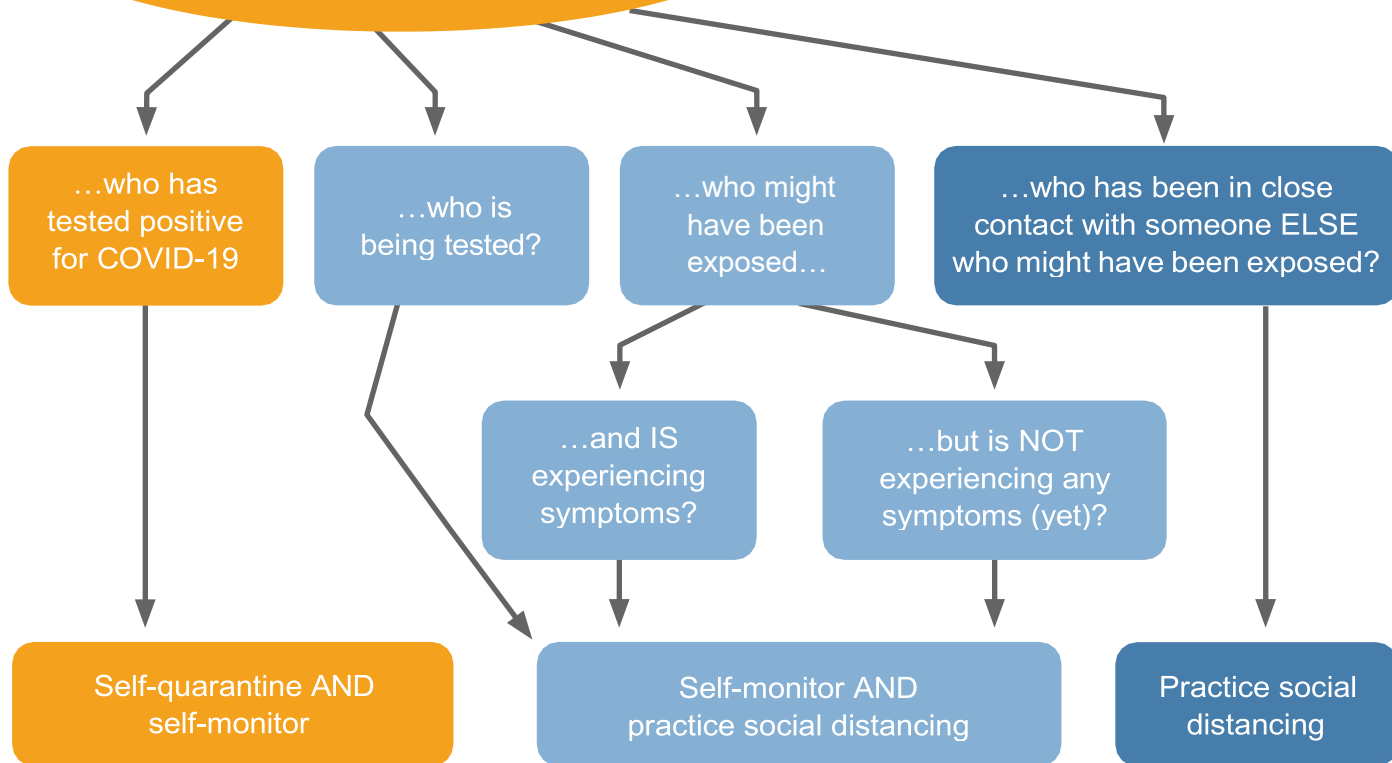 …who has
tested positive
for COVID-19
…who is
being tested?
…who might
have been
exposed…
…who has been in close
contact with someone ELSE
who might have been exposed?
…and IS
experiencing
symptoms?
…but is NOT
experiencing any
symptoms (yet)?
Self-quarantine AND
self-monitor
Self-monitor AND
practice social distancing
Practice social
distancing